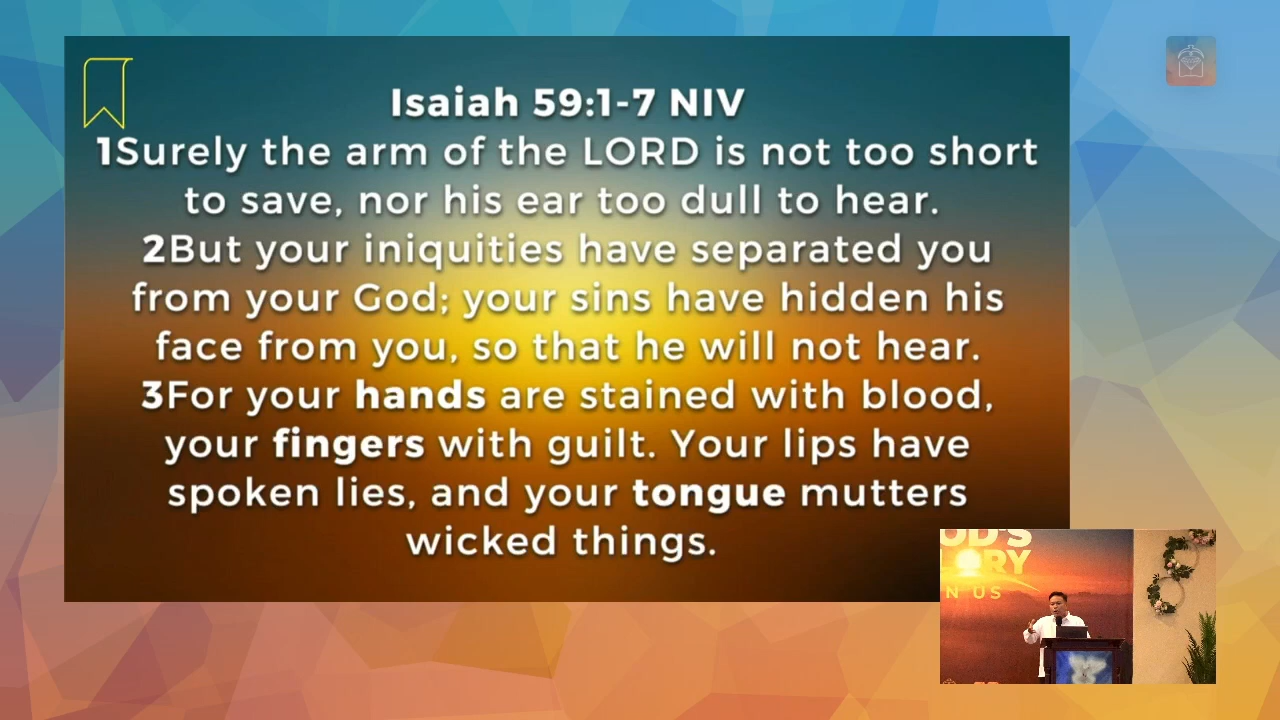 Isaiah 59:1-7 NIV
1Surely the arm of the LORD is not too short
to save, nor his ear too dull to hear.
2But your iniquities have separated you
from your God; your sins have hidden his
face from you, so that he will not hear.
3For your hands are stained with blood,
your fingers with guilt. Your lips have
spoken lies, and your tongue mutters
wicked things.
OD'S
LORY
N US